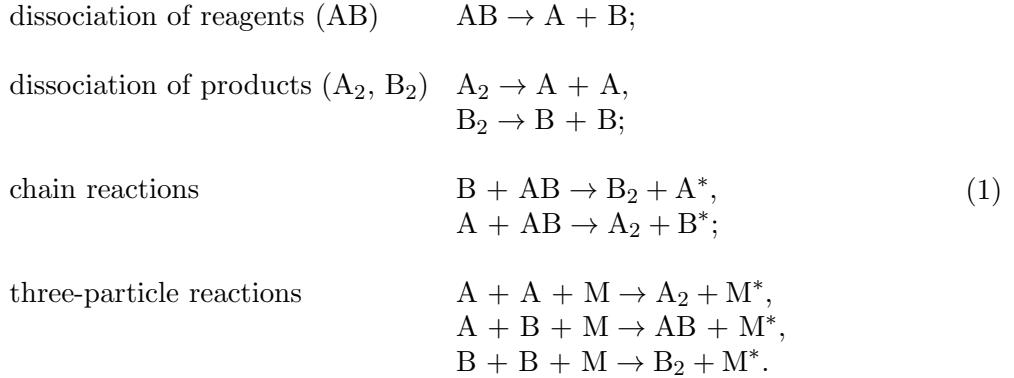 dissociation of reagents (AB) AB → A + B;
dissociation of products (A₂, B₂) A₂ → A + A,
B₂ → B + B;
chain reactions B + AB → B₂ + A*, (1)
A + AB → A₂ + B*;
three-particle reactions A + A + M → A₂ + M*,
A + B + M → AB + M*,
B + B + M → B₂ + M*.